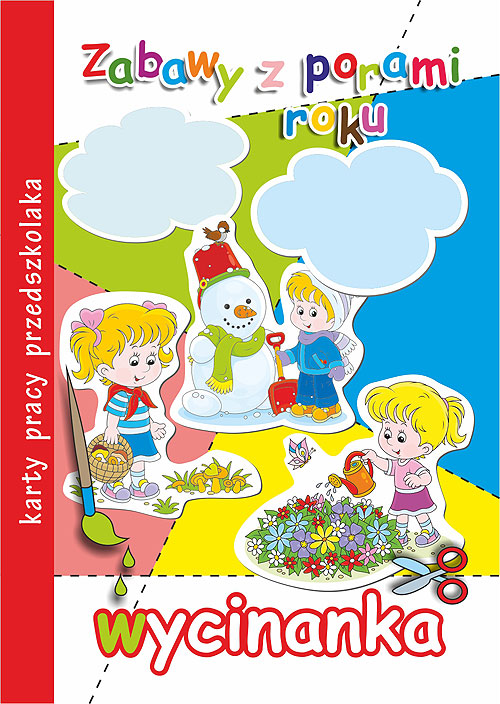 Zabawy z porami
roku
karty pracy przedszkolaka
wycinanka